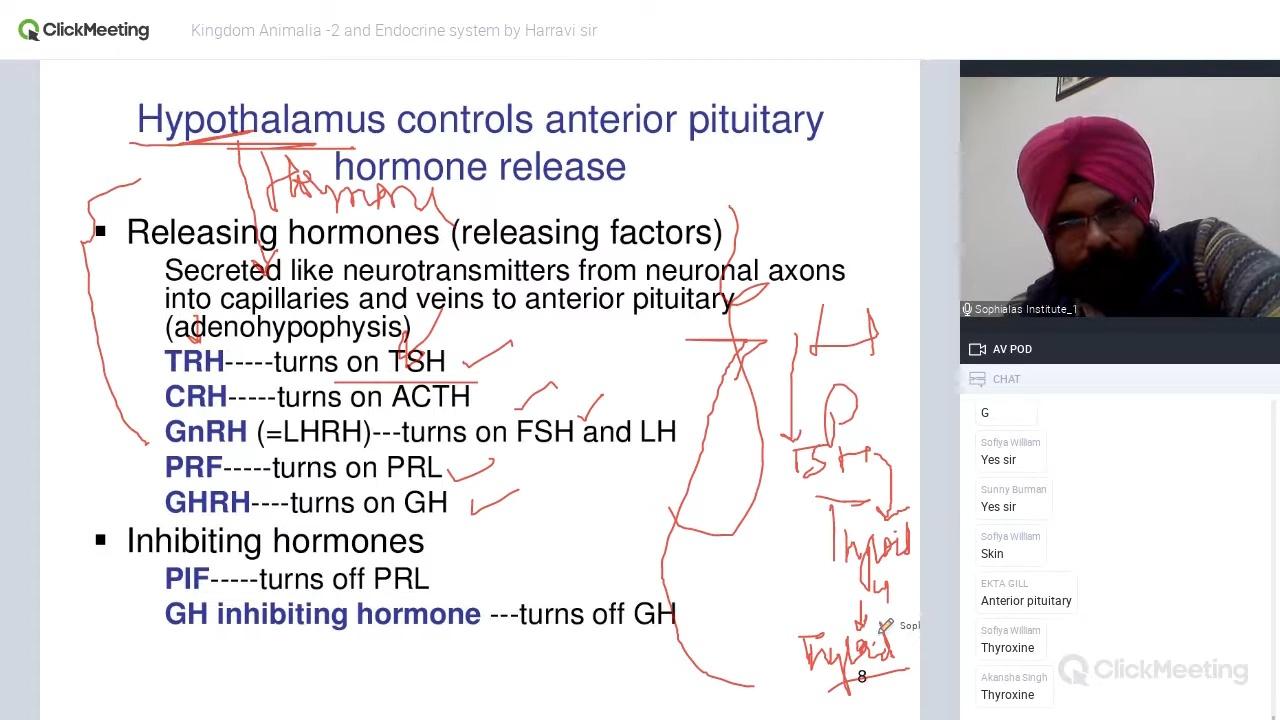 ClickMeeting
Kingdom Animalia -2 and Endocrine system by Harravi sir
Hypothalamus controls anterior pituitary
hormone release
Hormone
▪ Releasing hormones (releasing factors)
Secreted like neurotransmitters from neuronal axons
into capillaries and veins to anterior pituitary
(adenohypophysis)
TRH-----turns on TSH
CRH-----turns on ACTH
GnRH (=LHRH)---turns on FSH and LH
PRF-----turns on PRL
GHRH----turns on GH
▪ Inhibiting hormones
PIF-----turns off PRL
GH inhibiting hormone ---turns off GH
H
P
TSH
Thyroid
Thyroid
Sopl
8
Sophialas Institute_1
AV POD
CHAT
G
Sofiya William
Yes sir
Sunny Burman
Yes sir
Sofiya William
Skin
EKTA GILL
Anterior pituitary
Sofiya William
Thyroxine
Akansha Singh
Thyroxine
ClickMeeting